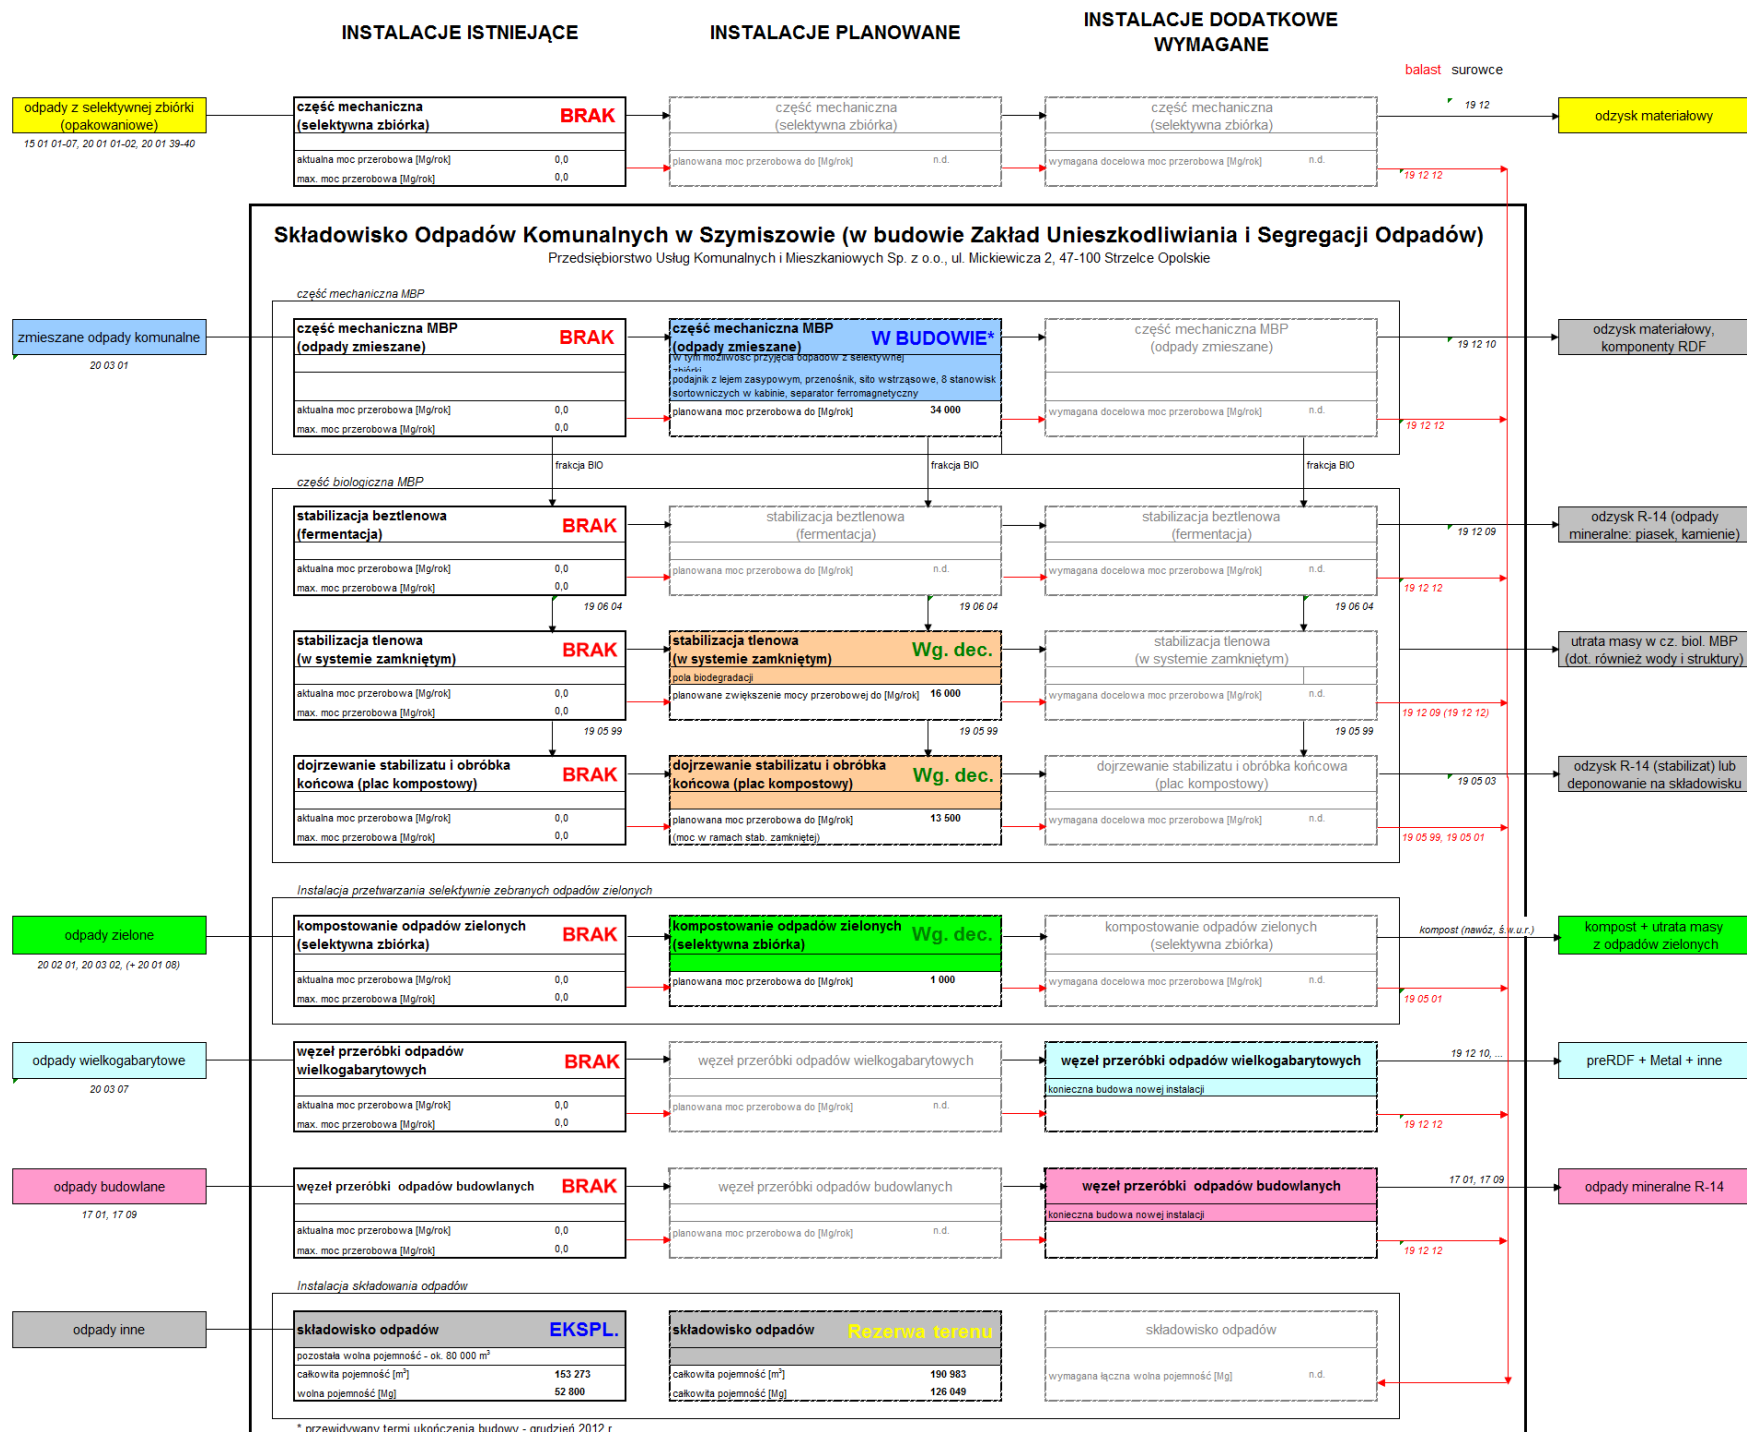 INSTALACJE ISTNIEJĄCE
INSTALACJE PLANOWANE
INSTALACJE DODATKOWE
WYMAGANE
balast surowce
odpady z selektywnej zbiórki
(opakowaniowe)
15 01 01-07, 20 01 01-02, 20 01 39-40
część mechaniczna
(selektywna zbiórka)
BRAK
aktualna moc przerobowa [Mg/rok] 0,0
max. moc przerobowa [Mg/rok] 0,0
część mechaniczna
(selektywna zbiórka)
planowana moc przerobowa do [Mg/rok] n.d.
część mechaniczna
(selektywna zbiórka)
wymagana docelowa moc przerobowa [Mg/rok] n.d.
19 12
19 12 12
odzysk materiałowy
Składowisko Odpadów Komunalnych w Szymiszowie (w budowie Zakład Unieszkodliwiania i Segregacji Odpadów)
Przedsiębiorstwo Usług Komunalnych i Mieszkaniowych Sp. z o.o., ul. Mickiewicza 2, 47-100 Strzelce Opolskie
część mechaniczna MBP
zmieszane odpady komunalne
20 03 01
część mechaniczna MBP
(odpady zmieszane)
BRAK
aktualna moc przerobowa [Mg/rok] 0,0
max. moc przerobowa [Mg/rok] 0,0
część mechaniczna MBP
(odpady zmieszane)
W BUDOWIE*
w tym możliwość przyjęcia odpadów z selektywnej
zbiórki
podajnik z lejem zasypowym, przenośnik, sito wstrząsowe, 8 stanowisk
sortowniczych w kabinie, separator ferromagnetyczny
planowana moc przerobowa do [Mg/rok] 34 000
część mechaniczna MBP
(odpady zmieszane)
wymagana docelowa moc przerobowa [Mg/rok] n.d.
19 12 10
19 12 12
odzysk materiałowy,
komponenty RDF
frakcja BIO
frakcja BIO
frakcja BIO
część biologiczna MBP
stabilizacja beztlenowa
(fermentacja)
BRAK
aktualna moc przerobowa [Mg/rok] 0,0
max. moc przerobowa [Mg/rok] 0,0
stabilizacja beztlenowa
(fermentacja)
planowana moc przerobowa do [Mg/rok] n.d.
stabilizacja beztlenowa
(fermentacja)
wymagana docelowa moc przerobowa [Mg/rok] n.d.
19 12 09
19 12 12
odzysk R-14 (odpady
mineralne: piasek, kamienie)
19 06 04
19 06 04
19 06 04
stabilizacja tlenowa
(w systemie zamkniętym)
BRAK
aktualna moc przerobowa [Mg/rok] 0,0
max. moc przerobowa [Mg/rok] 0,0
stabilizacja tlenowa
(w systemie zamkniętym)
Wg. dec.
pola biodegradacji
planowane zwiększenie mocy przerobowej do [Mg/rok] 16 000
stabilizacja tlenowa
(w systemie zamkniętym)
wymagana docelowa moc przerobowa [Mg/rok] n.d.
19 12 09 (19 12 12)
utrata masy w cz. biol. MBP
(dot. również wody i struktury)
19 05 99
19 05 99
19 05 99
dojrzewanie stabilizatu i obróbka
końcowa (plac kompostowy)
BRAK
aktualna moc przerobowa [Mg/rok] 0,0
max. moc przerobowa [Mg/rok] 0,0
dojrzewanie stabilizatu i obróbka
końcowa (plac kompostowy)
Wg. dec.
planowana moc przerobowa do [Mg/rok] 13 500
(moc w ramach stab. zamkniętej)
dojrzewanie stabilizatu i obróbka końcowa
(plac kompostowy)
wymagana docelowa moc przerobowa [Mg/rok] n.d.
19 05 03
19 05 99, 19 05 01
odzysk R-14 (stabilizat) lub
deponowanie na składowisku
Instalacja przetwarzania selektywnie zebranych odpadów zielonych
odpady zielone
20 02 01, 20 03 02, (+ 20 01 08)
kompostowanie odpadów zielonych
(selektywna zbiórka)
BRAK
aktualna moc przerobowa [Mg/rok] 0,0
max. moc przerobowa [Mg/rok] 0,0
kompostowanie odpadów zielonych
(selektywna zbiórka)
Wg. dec.
planowana moc przerobowa do [Mg/rok] 1 000
kompostowanie odpadów zielonych
(selektywna zbiórka)
wymagana docelowa moc przerobowa [Mg/rok] n.d.
kompost (nawóz, ś.w.u.r.)
19 05 01
kompost + utrata masy
z odpadów zielonych
odpady wielkogabarytowe
20 03 07
węzeł przeróbki odpadów
wielkogabarytowych
BRAK
aktualna moc przerobowa [Mg/rok] 0,0
max. moc przerobowa [Mg/rok] 0,0
węzeł przeróbki odpadów wielkogabarytowych
planowana moc przerobowa do [Mg/rok] n.d.
węzeł przeróbki odpadów wielkogabarytowych
konieczna budowa nowej instalacji
19 12 10, ...
19 12 12
preRDF + Metal + inne
odpady budowlane
17 01, 17 09
węzeł przeróbki odpadów budowlanych
BRAK
aktualna moc przerobowa [Mg/rok] 0,0
max. moc przerobowa [Mg/rok] 0,0
węzeł przeróbki odpadów budowlanych
planowana moc przerobowa do [Mg/rok] n.d.
węzeł przeróbki odpadów budowlanych
konieczna budowa nowej instalacji
17 01, 17 09
19 12 12
odpady mineralne R-14
Instalacja składowania odpadów
odpady inne
składowisko odpadów
EKSPL.
pozostała wolna pojemność - ok. 80 000 m³
całkowita pojemność [m³] 153 273
wolna pojemność [Mg] 52 800
składowisko odpadów
Rezerwa terenu
całkowita pojemność [m³] 190 983
całkowita pojemność [Mg] 126 049
składowisko odpadów
wymagana łączna wolna pojemność [Mg] n.d.
* przewidywany termi ukończenia budowy - grudzień 2012 r